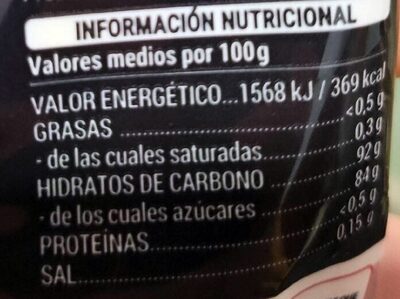 INFORMACIÓN NUTRICIONAL
Valores medios por 100g
VALOR ENERGÉTICO...1568 kJ / 369 kcal
GRASAS ............................ <0,5 g
- de las cuales saturadas...... 0,3 g
HIDRATOS DE CARBONO ......... 92 g
- de los cuales azúcares ........ 84 g
PROTEÍNAS........................ <0,5 g
SAL................................ 0,15 g